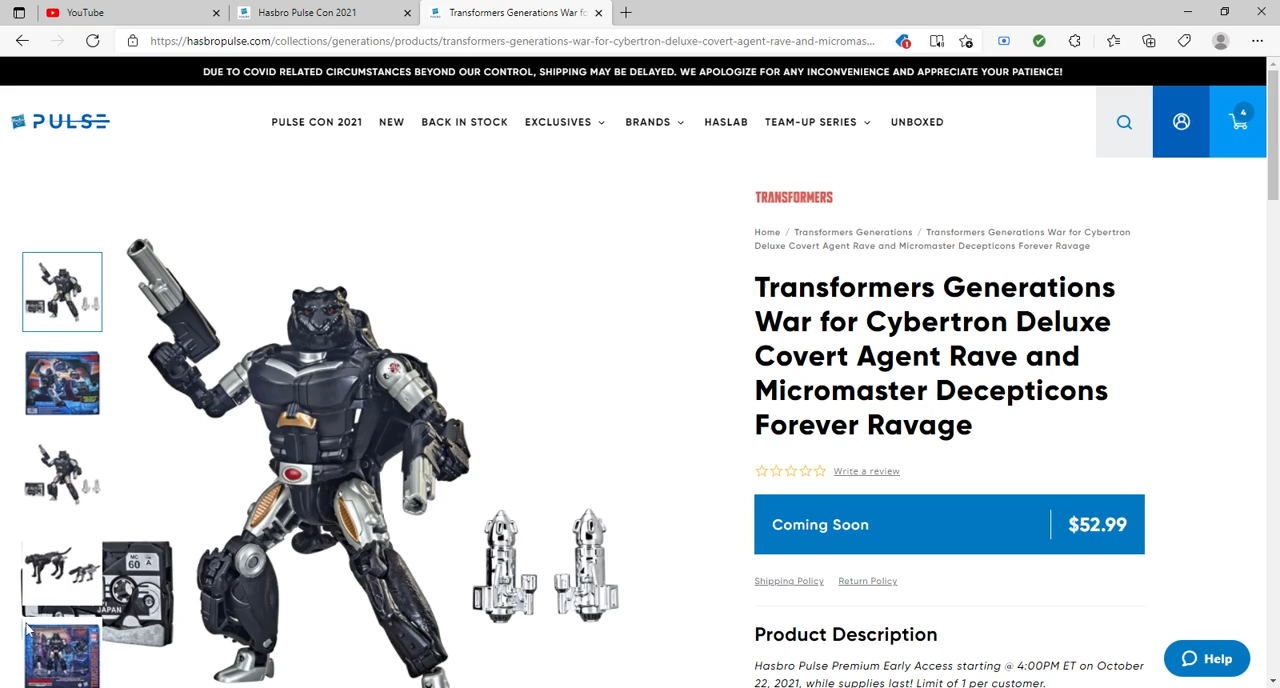 YouTube
Hasbro Pulse Con 2021
Transformers Generations War fo
https://hasbropulse.com/collections/generations/products/transformers-generations-war-for-cybertron-deluxe-covert-agent-rave-and-micromas...
1
DUE TO COVID RELATED CIRCUMSTANCES BEYOND OUR CONTROL, SHIPPING MAY BE DELAYED. WE APOLOGIZE FOR ANY INCONVENIENCE AND APPRECIATE YOUR PATIENCE!
PULSE
PULSE CON 2021 NEW BACK IN STOCK EXCLUSIVES BRANDS HASLAB TEAM-UP SERIES UNBOXED
4
TRANSFORMERS
Home / Transformers Generations / Transformers Generations War for Cybertron
Deluxe Covert Agent Rave and Micromaster Decepticons Forever Ravage
Transformers Generations
War for Cybertron Deluxe
Covert Agent Rave and
Micromaster Decepticons
Forever Ravage
Write a review
Coming Soon $52.99
Shipping Policy Return Policy
MC
60 A
JAPAN
Product Description
Hasbro Pulse Premium Early Access starting @ 4:00PM ET on October
22, 2021, while supplies last! Limit of 1 per customer.
Help